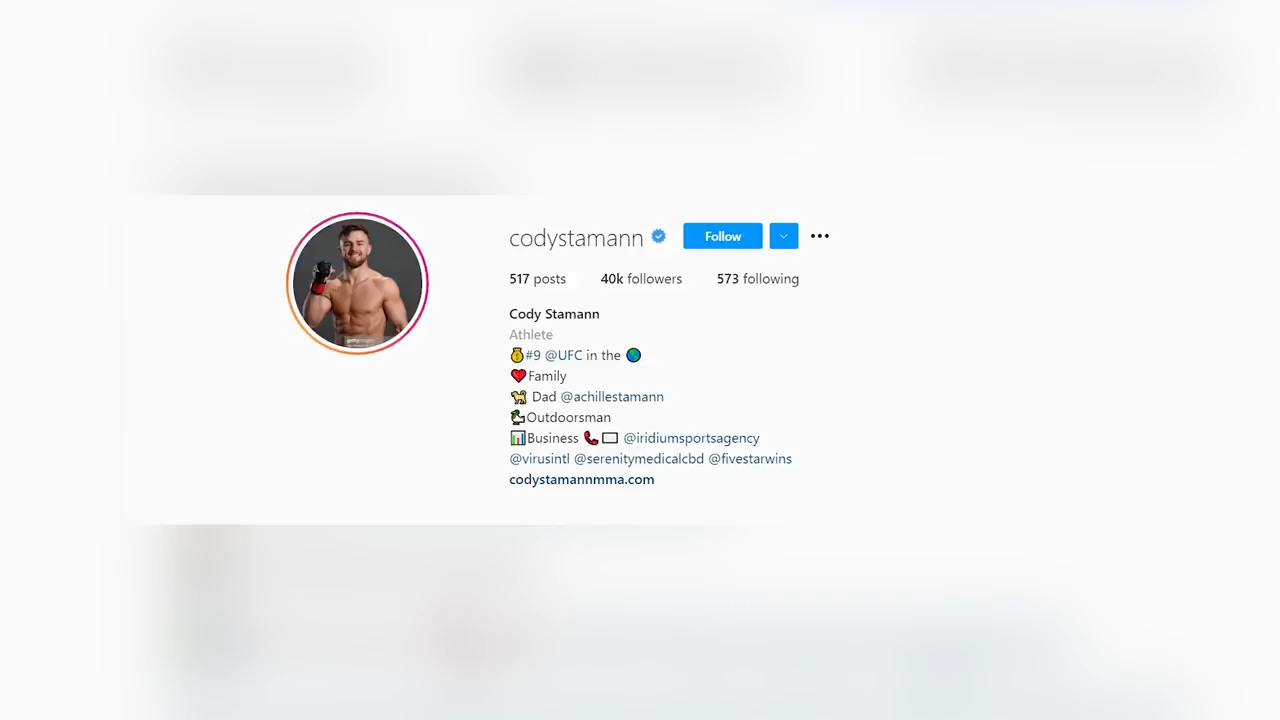 codystamann Follow
517 posts 40k followers 573 following
Cody Stamann
Athlete
💰#9 @UFC in the 🌎
❤️Family
🐕 Dad @achillestamann
🦆Outdoorsman
📊Business 📞 @iridiumsportsagency
@virusintl @serenitymedicalcbd @fivestarwins
codystamannmma.com